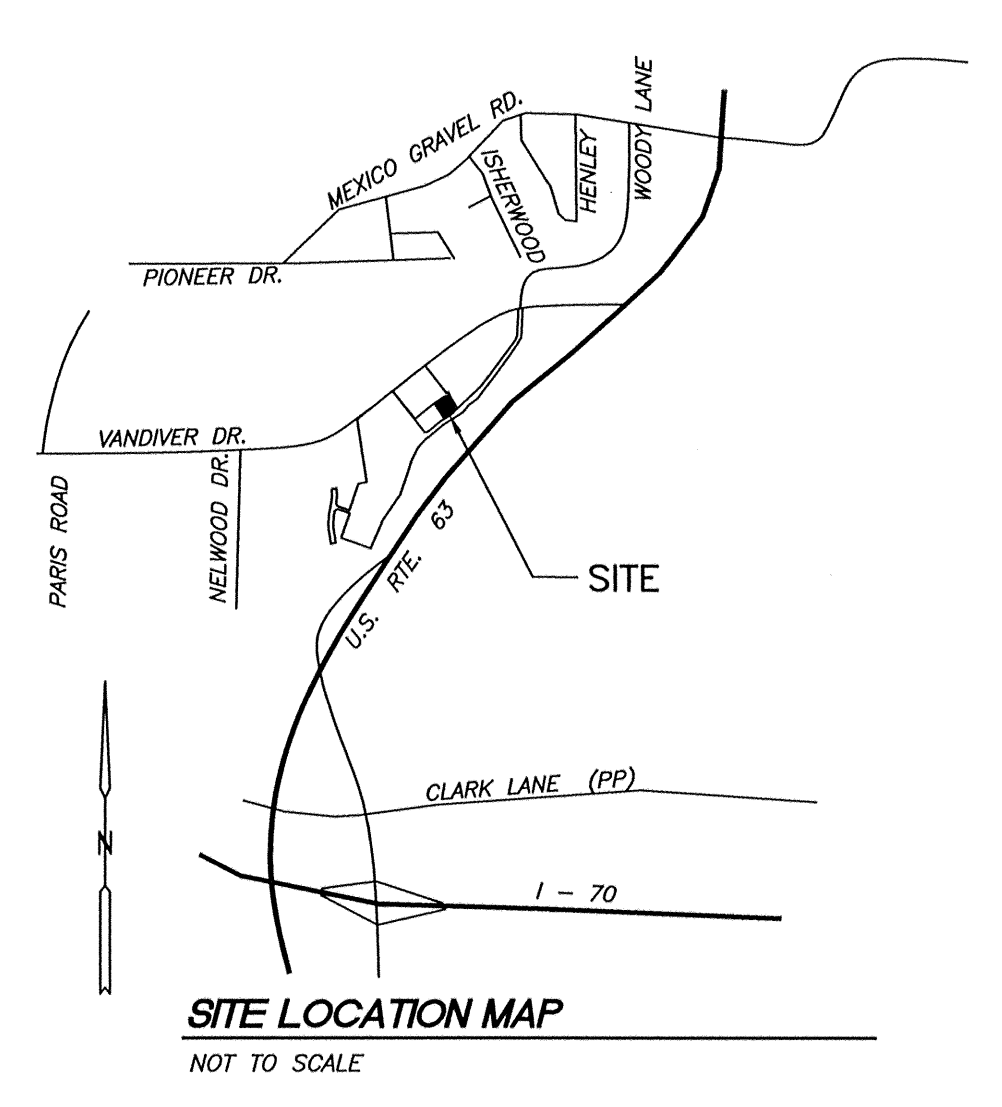 WOODY LANE
MEXICO GRAVEL RD.
ISHERWOOD
HENLEY
PIONEER DR.
VANDIVER DR.
PARIS ROAD
NELWOOD DR.
U.S. RTE. 63
SITE
CLARK LANE (PP)
N
I - 70
SITE LOCATION MAP
NOT TO SCALE